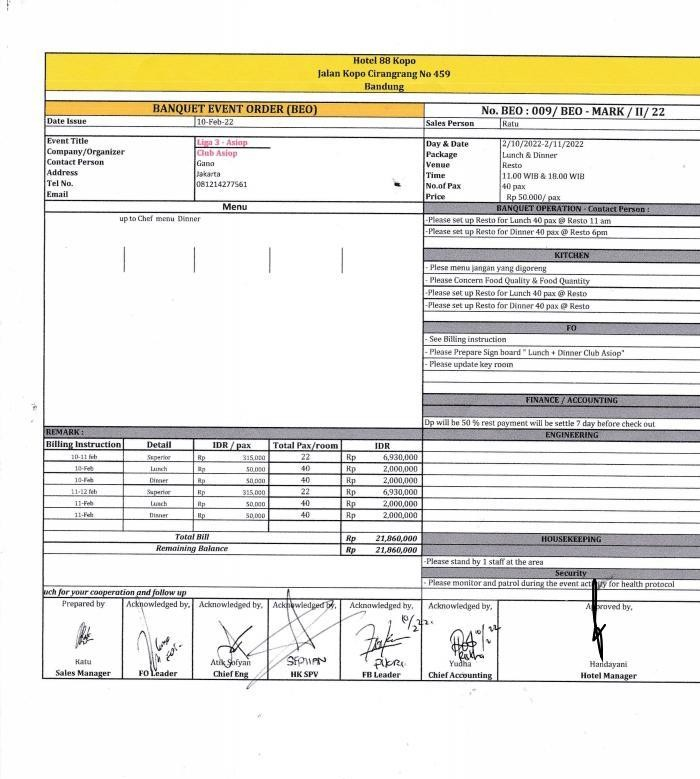 Hotel 88 Kopo
Jalan Kopo Cirangrang No 459
Bandung
BANQUET EVENT ORDER (BEO)
No. BEO : 009/ BEO - MARK / II/ 22
Date Issue 10-Feb-22
Sales Person Ratu
Event Title Liga 3 - Asiop
Company/Organizer Club Asiop
Contact Person Gano
Address Jakarta
Tel No. 081214277561
Email
Day & Date 2/10/2022-2/11/2022
Package Lunch & Dinner
Venue Resto
Time 11.00 WIB & 18.00 WIB
No.of Pax 40 pax
Price Rp 50.000/ pax
Menu
up to Chef menu Dinner
BANQUET OPERATION - Contact Person :
-Please set up Resto for Lunch 40 pax @ Resto 11 am
-Please set up Resto for Dinner 40 pax @ Resto 6pm
KITCHEN
- Plese menu jangan yang digoreng
- Please Concern Food Quality & Food Quantity
-Please set up Resto for Lunch 40 pax @ Resto
-Please set up Resto for Dinner 40 pax @ Resto
FO
- See Billing instruction
- Please Prepare Sign board " Lunch + Dinner Club Asiop"
- Please update key room
FINANCE / ACCOUNTING
Dp will be 50 % rest payment will be settle 7 day before check out
REMARK :
ENGINEERING
Billing Instruction Detail IDR / pax Total Pax/room IDR
10-11 feb Superior Rp 315,000 22 Rp 6,930,000
10-Feb Lunch Rp 50,000 40 Rp 2,000,000
10-Feb Dinner Rp 50,000 40 Rp 2,000,000
11-12 feb Superior Rp 315,000 22 Rp 6,930,000
11-Feb Lunch Rp 50,000 40 Rp 2,000,000
11-Feb Dinner Rp 50,000 40 Rp 2,000,000
Total Bill Rp 21,860,000
Remaining Balance Rp 21,860,000
HOUSEKEEPING
-Please stand by 1 staff at the area
Security
- Please monitor and patrol during the event activity for health protocol
uch for your cooperation and follow up
Prepared by Acknowledged by, Acknowledged by, Acknowledged by, Acknowledged by, Acknowledged by, Approved by,
10/2.22.
10/2 22
Ratu Atik Sofyan SEPTIAN Yudha Handayani
Sales Manager FO Leader Chief Eng HK SPV FB Leader Chief Accounting Hotel Manager